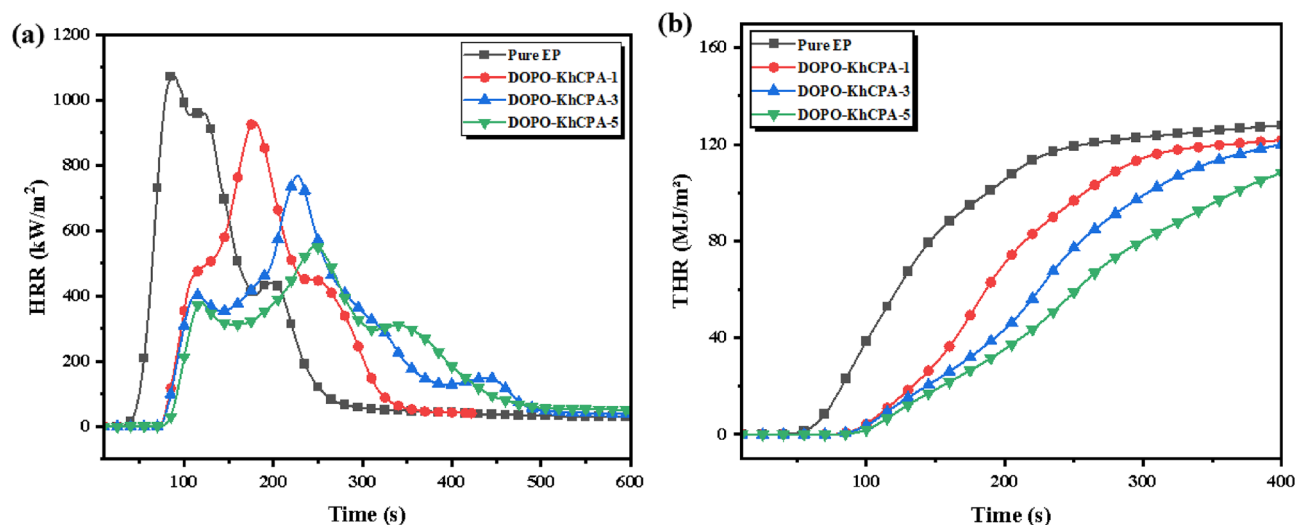 (a)
1200
1000
800
600
400
200
0
HRR (kW/m²)
100 200 300 400 500 600
Time (s)
Pure EP
DOPO-KhCPA-1
DOPO-KhCPA-3
DOPO-KhCPA-5
(b)
160
120
80
40
0
THR (MJ/m²)
100 200 300 400
Time (s)
Pure EP
DOPO-KhCPA-1
DOPO-KhCPA-3
DOPO-KhCPA-5